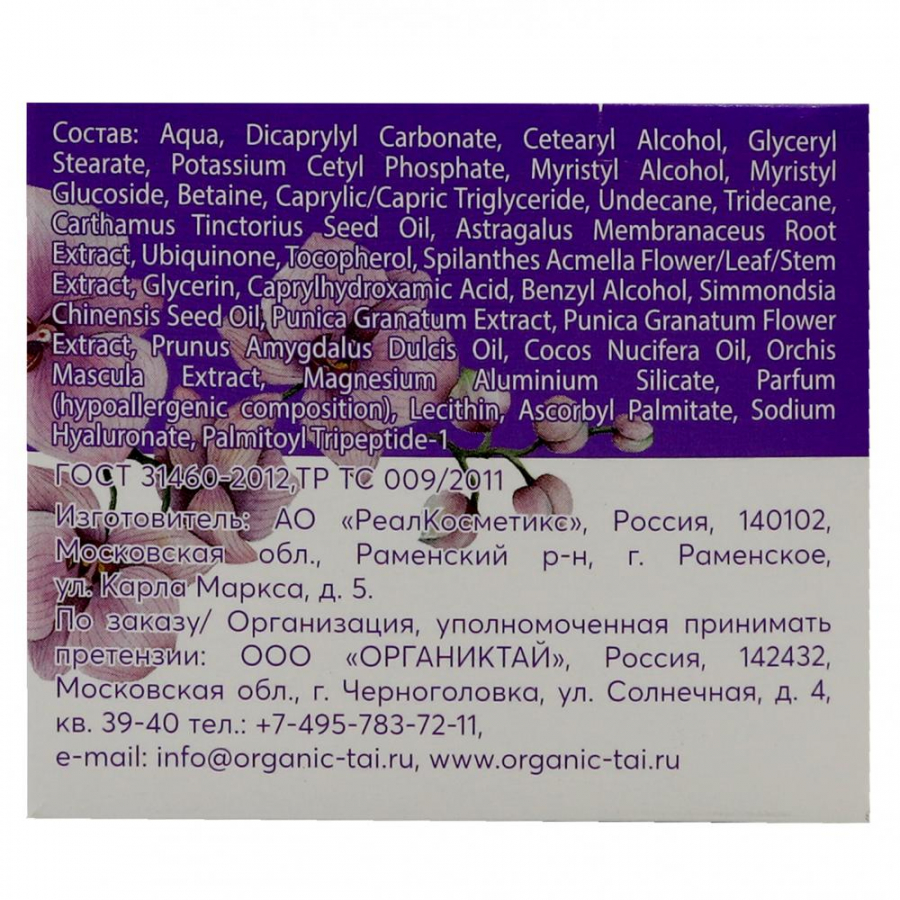 Состав: Aqua, Dicaprylyl Carbonate, Cetearyl Alcohol, Glyceryl
Stearate, Potassium Cetyl Phosphate, Myristyl Alcohol, Myristyl
Glucoside, Betaine, Caprylic/Capric Triglyceride, Undecane, Tridecane,
Carthamus Tinctorius Seed Oil, Astragalus Membranaceus Root
Extract, Ubiquinone, Tocopherol, Spilanthes Acmella Flower/Leaf/Stem
Extract, Glycerin, Caprylhydroxamic Acid, Benzyl Alcohol, Simmondsia
Chinensis Seed Oil, Punica Granatum Extract, Punica Granatum Flower
Extract, Prunus Amygdalus Dulcis Oil, Cocos Nucifera Oil, Orchis
Mascula Extract, Magnesium Aluminium Silicate, Parfum
(hypoallergenic composition), Lecithin, Ascorbyl Palmitate, Sodium
Hyaluronate, Palmitoyl Tripeptide-1
ГОСТ 31460-2012,ТР ТС 009/2011
Изготовитель: АО «РеалКосметикс», Россия, 140102,
Московская обл., Раменский р-н, г. Раменское,
ул. Карла Маркса, д. 5.
По заказу/ Организация, уполномоченная принимать
претензии: ООО «ОРГАНИКТАЙ», Россия, 142432,
Московская обл., г. Черноголовка, ул. Солнечная, д. 4,
кв. 39-40 тел.: +7-495-783-72-11,
e-mail: info@organic-tai.ru, www.organic-tai.ru